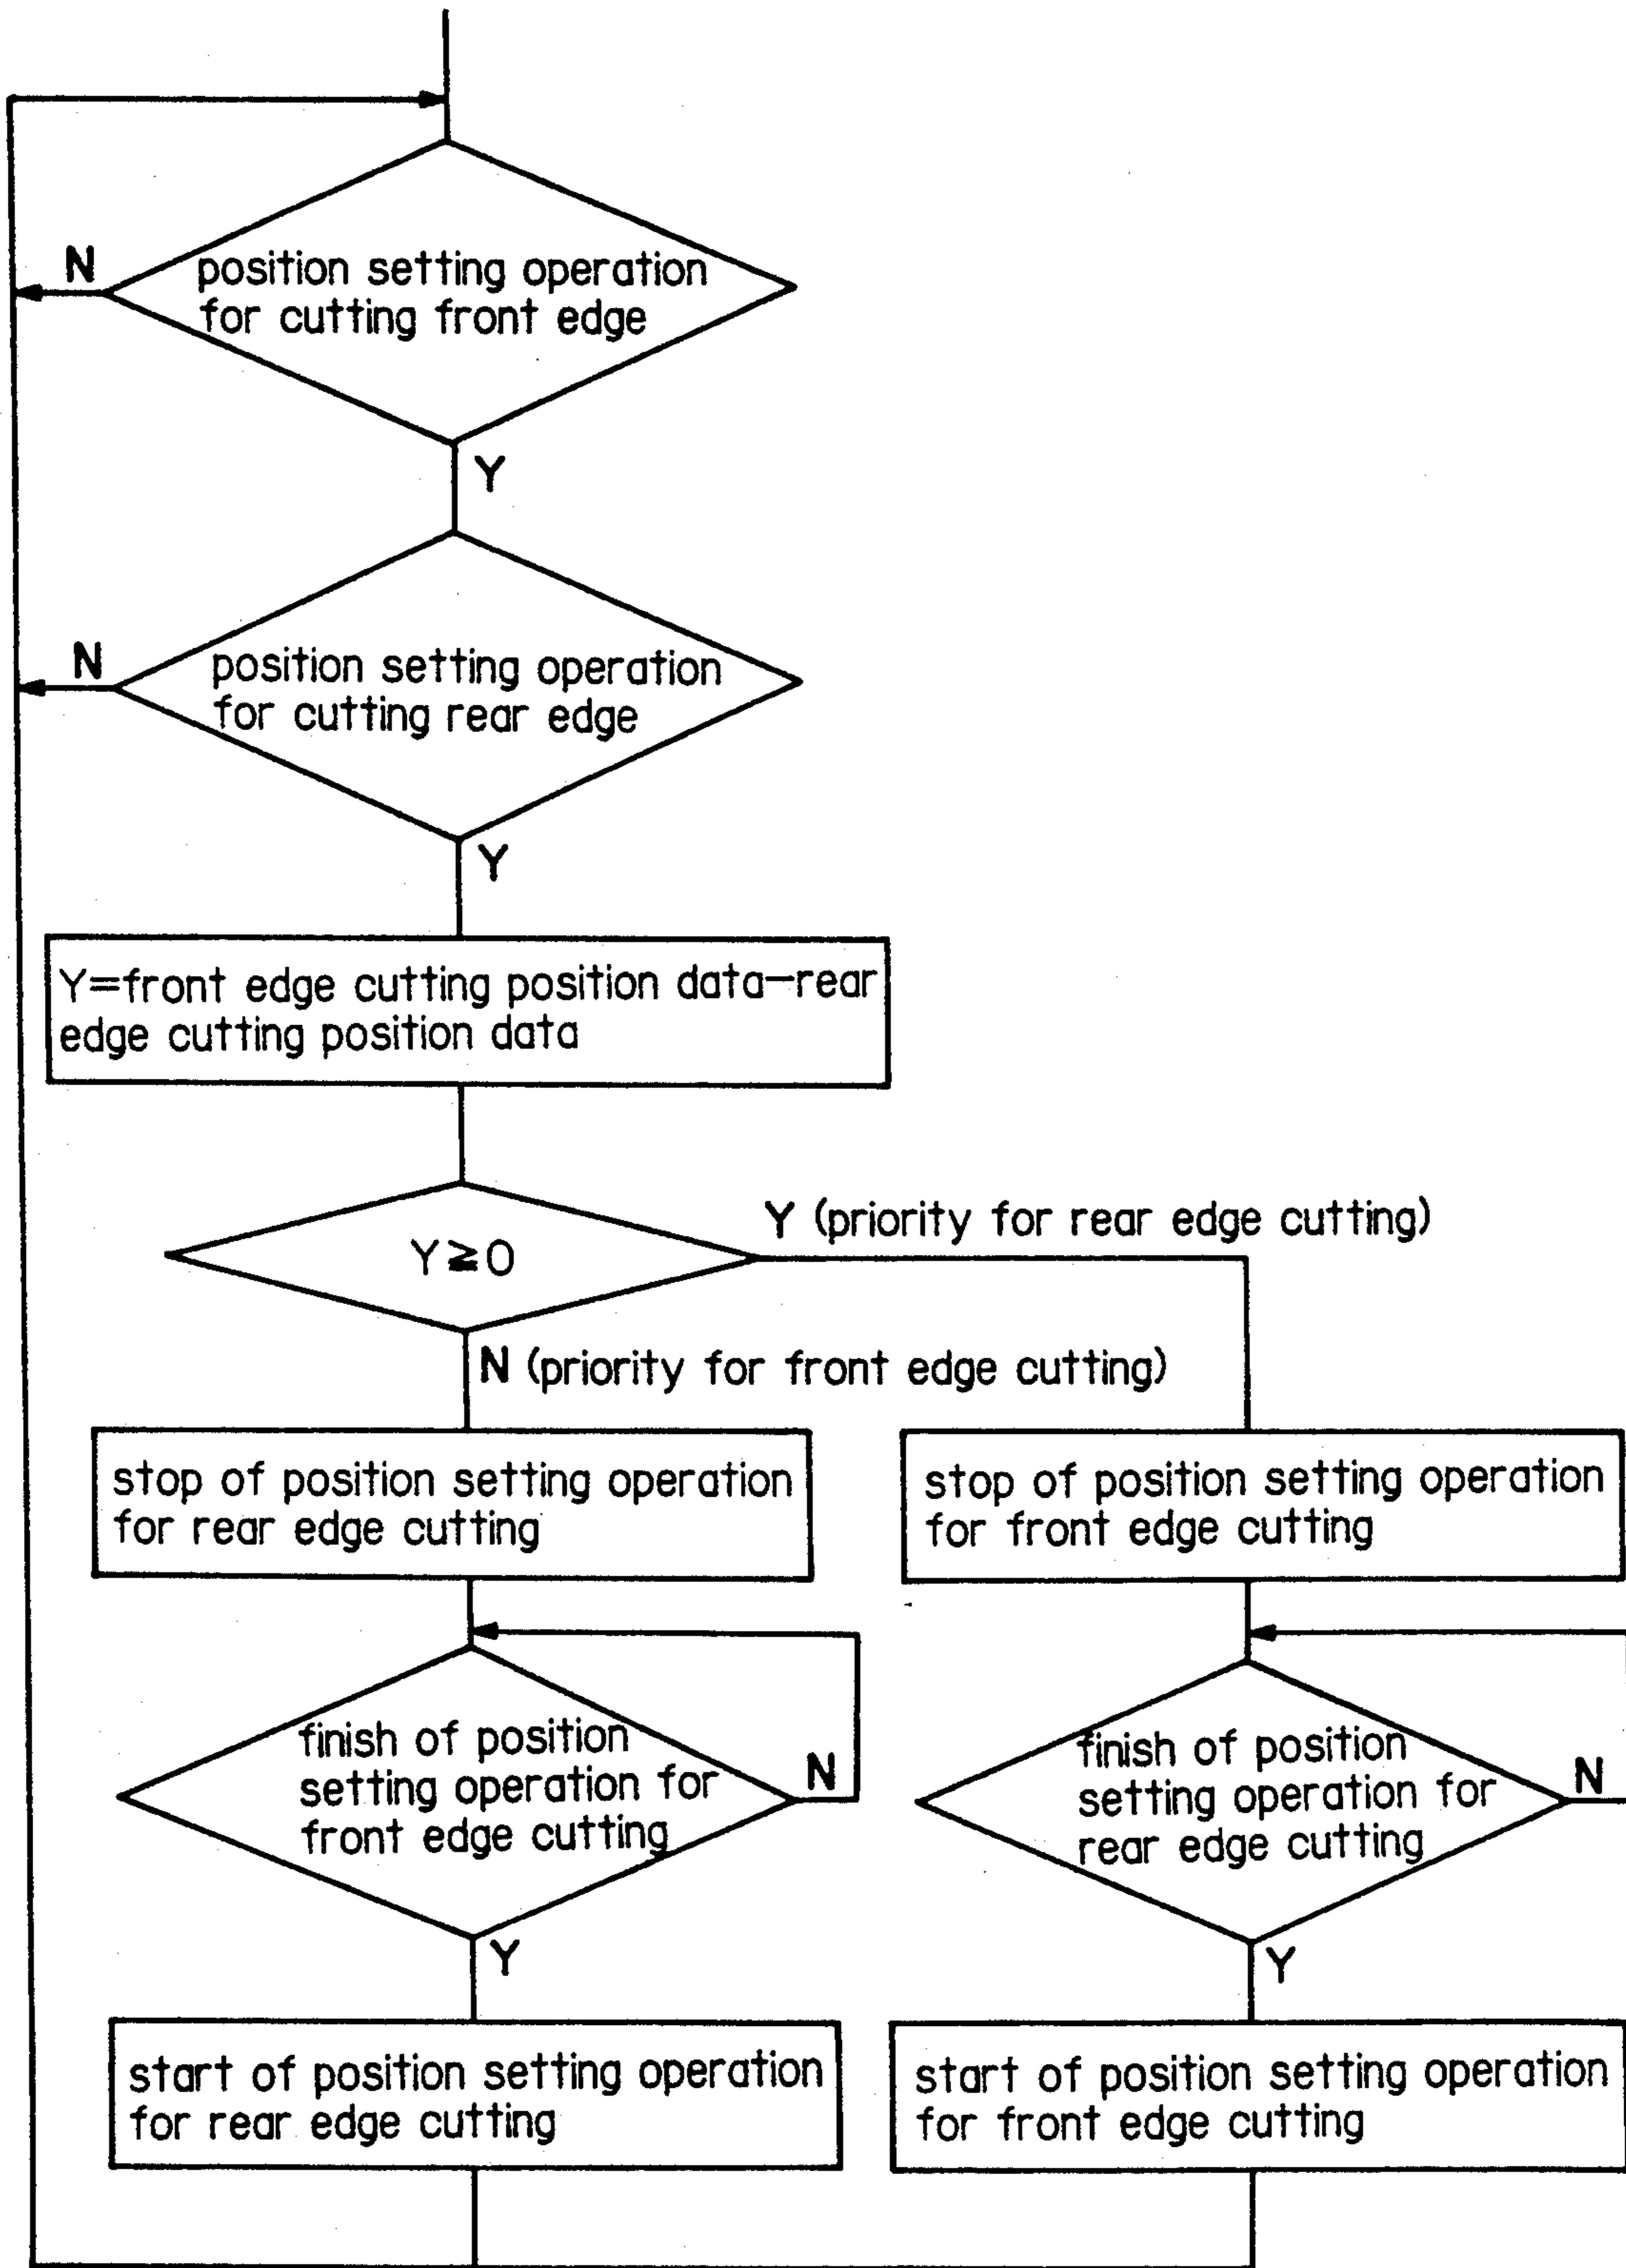 N
position setting operation
for cutting front edge
Y
N
position setting operation
for cutting rear edge
Y
Y=front edge cutting position data-rear
edge cutting position data
Y≧0
Y (priority for rear edge cutting)
N (priority for front edge cutting)
stop of position setting operation
for rear edge cutting
stop of position setting operation
for front edge cutting
finish of position
setting operation for
front edge cutting
N
finish of position
setting operation for
rear edge cutting
N
Y
Y
start of position setting operation
for rear edge cutting
start of position setting operation
for front edge cutting